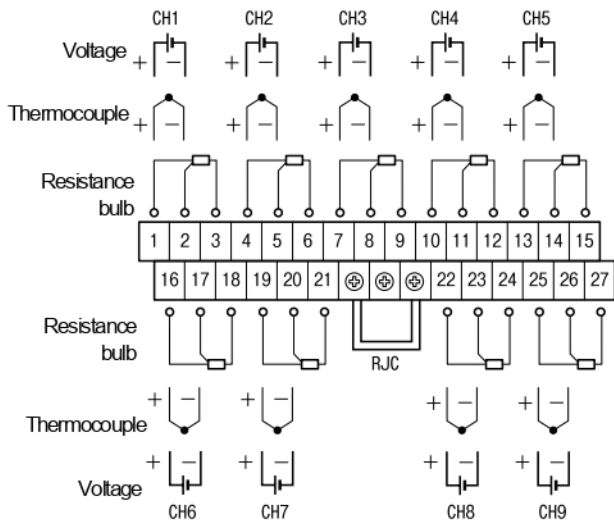 CH1 CH2 CH3 CH4 CH5
Voltage + − + − + − + − + −
Thermocouple + − + − + − + − + −
Resistance
bulb
1 2 3 4 5 6 7 8 9 10 11 12 13 14 15
16 17 18 19 20 21 22 23 24 25 26 27
Resistance
bulb
RJC
Thermocouple + − + − + − + −
Voltage + − + − + − + −
CH6 CH7 CH8 CH9